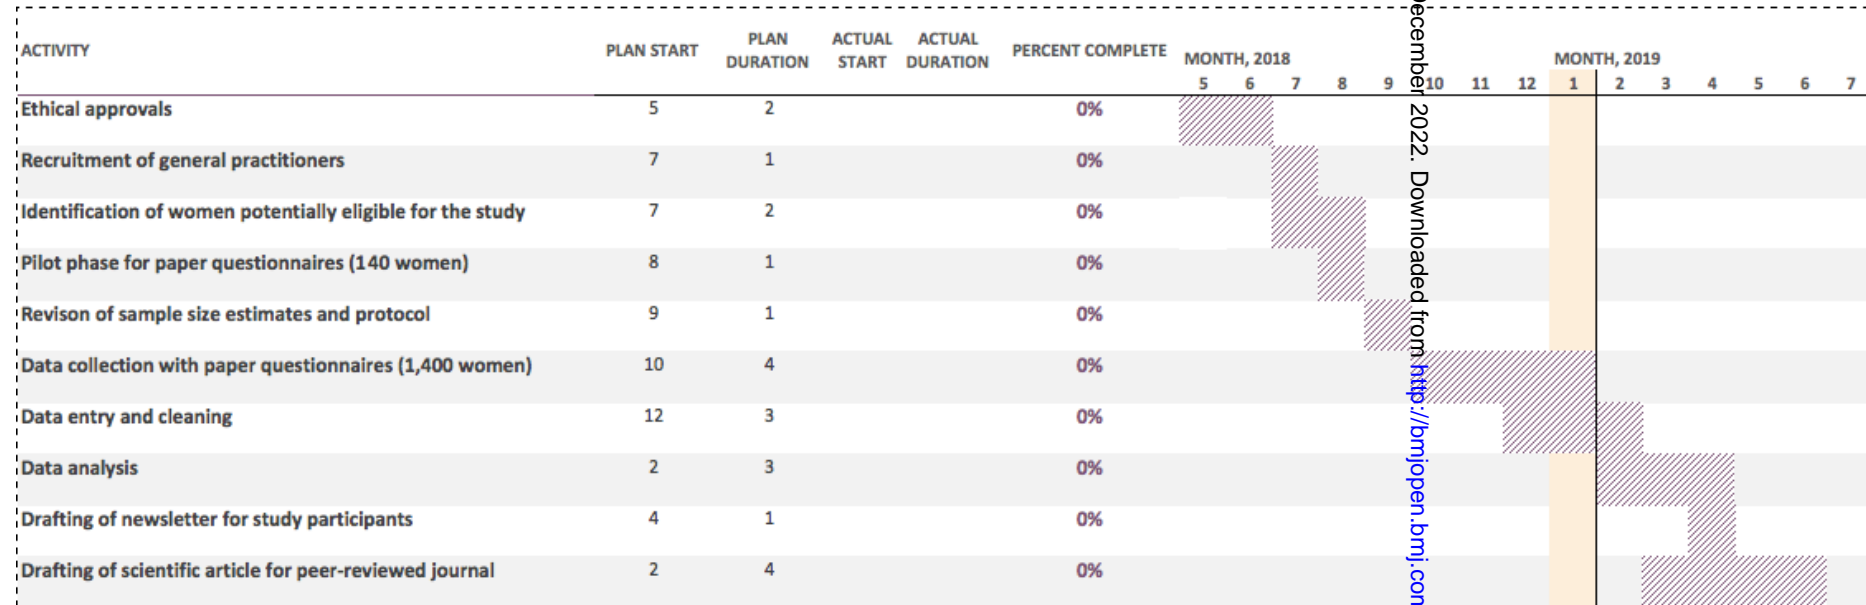 ACTIVITY PLAN START PLAN DURATION ACTUAL START ACTUAL DURATION PERCENT COMPLETE MONTH, 2018 MONTH, 2019
5 6 7 8 9 10 11 12 1 2 3 4 5 6 7
Ethical approvals 5 2 0%
Recruitment of general practitioners 7 1 0%
Identification of women potentially eligible for the study 7 2 0%
Pilot phase for paper questionnaires (140 women) 8 1 0%
Revison of sample size estimates and protocol 9 1 0%
Data collection with paper questionnaires (1,400 women) 10 4 0%
Data entry and cleaning 12 3 0%
Data analysis 2 3 0%
Drafting of newsletter for study participants 4 1 0%
Drafting of scientific article for peer-reviewed journal 2 4 0%
ecember 2022. Downloaded from http://bmjopen.bmj.con